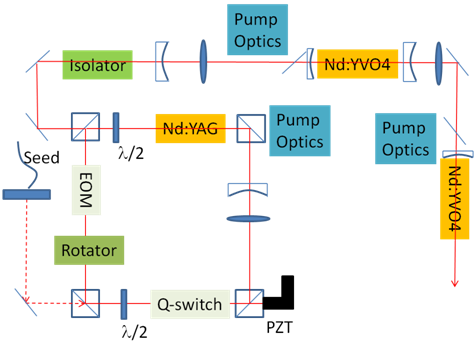 Pump
Optics
Isolator
Nd:YVO4
Pump
Optics
Nd:YAG
Pump
Optics
λ/2
Seed
EOM
Nd:YVO4
Rotator
Q-switch
λ/2
PZT